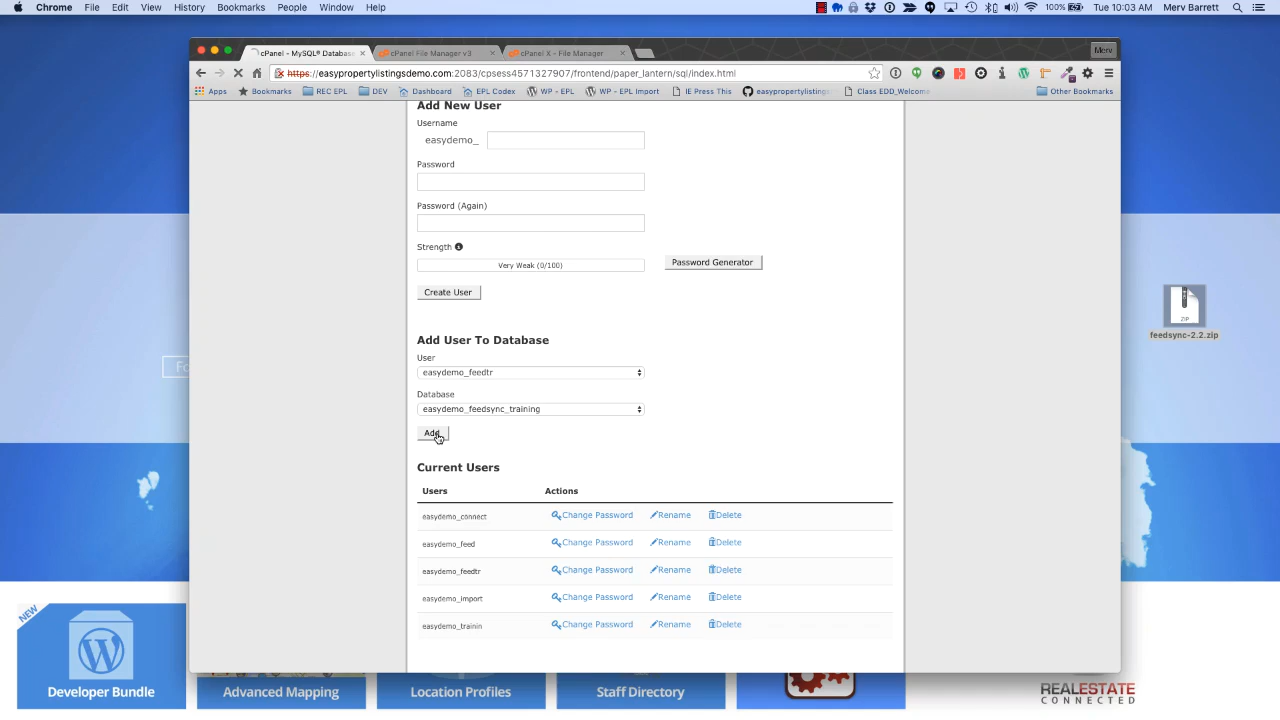 Chrome File Edit View History Bookmarks People Window Help 100% Tue 10:03 AM Merv Barrett
cPanel - MySQL® Database cPanel File Manager v3 cPanel X - File Manager Merv
https://easypropertylistingsdemo.com:2083/cpsess4571327907/frontend/paper_lantern/sql/index.html
Apps Bookmarks REC EPL DEV Dashboard EPL Codex WP - EPL WP - EPL Import IE Press This easypropertylistings Class EDD_Welcome Other Bookmarks
Add New User
Username
easydemo_
Password
Password (Again)
Strength
Very Weak (0/100)
Password Generator
Create User
Add User To Database
User
easydemo_feedtr
Database
easydemo_feedsync_training
Add
Current Users
Users Actions
easydemo_connect Change Password Rename Delete
easydemo_feed Change Password Rename Delete
easydemo_feedtr Change Password Rename Delete
easydemo_import Change Password Rename Delete
easydemo_trainin Change Password Rename Delete
ZIP
feedsync-2.2.zip
NEW
Developer Bundle
Advanced Mapping
Location Profiles
Staff Directory
REALESTATE
CONNECTED